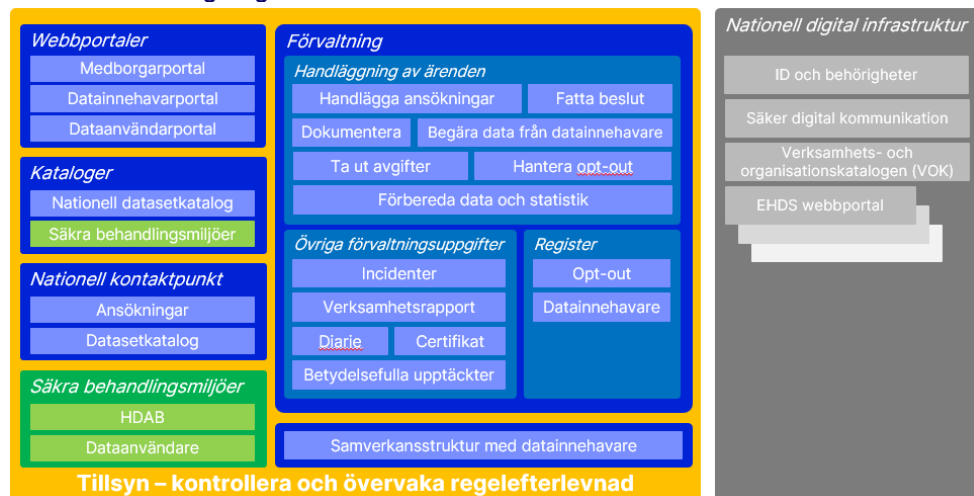 Webbportaler
Medborgarportal
Datainnehavarportal
Dataanvändarportal
Kataloger
Nationell datasetkatalog
Säkra behandlingsmiljöer
Nationell kontaktpunkt
Ansökningar
Datasetkatalog
Säkra behandlingsmiljöer
HDAB
Dataanvändare
Förvaltning
Handläggning av ärenden
Handlägga ansökningar
Fatta beslut
Dokumentera
Begära data från datainnehavare
Ta ut avgifter
Hantera opt-out
Förbereda data och statistik
Övriga förvaltningsuppgifter
Incidenter
Verksamhetsrapport
Diarie
Certifikat
Betydelsefulla upptäckter
Register
Opt-out
Datainnehavare
Samverkansstruktur med datainnehavare
Tillsyn – kontrollera och övervaka regelefterlevnad
Nationell digital infrastruktur
ID och behörigheter
Säker digital kommunikation
Verksamhets- och
organisationskatalogen (VOK)
EHDS webbportal